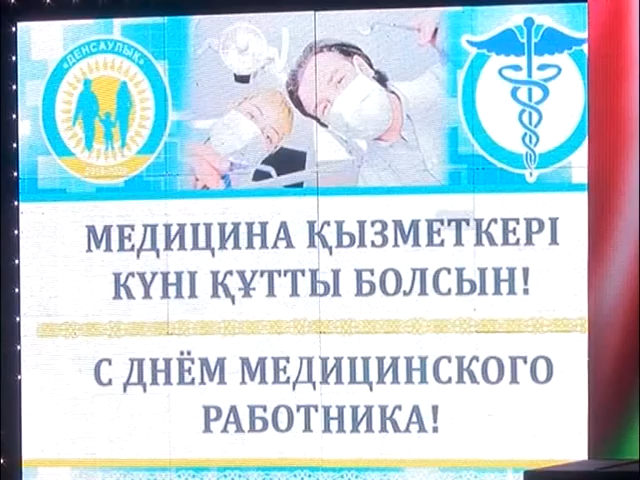 «ДЕНСАУЛЫҚ»
МЕДИЦИНА ҚЫЗМЕТКЕРІ
КҮНІ ҚҰТТЫ БОЛСЫН!
С ДНЁМ МЕДИЦИНСКОГО
РАБОТНИКА!